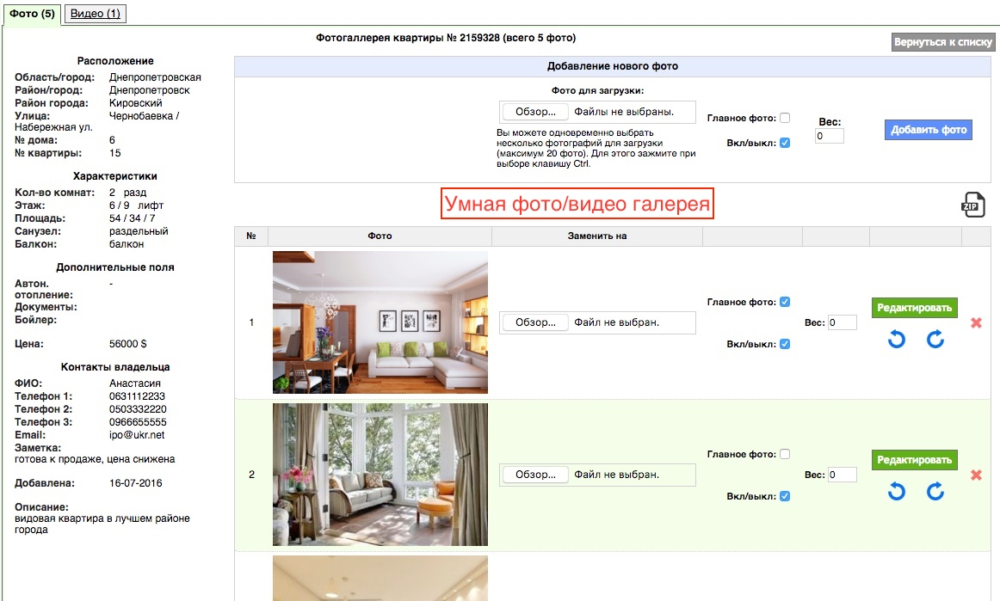 Фото (5)
Видео (1)
Фотогаллерея квартиры № 2159328 (всего 5 фото)
Вернуться к списку
Расположение
Область/город: Днепропетровская
Район/город: Днепропетровск
Район города: Кировский
Улица: Чернобаевка /
Набережная ул.
№ дома: 6
№ квартиры: 15
Характеристики
Кол-во комнат: 2 разд
Этаж: 6 / 9 лифт
Площадь: 54 / 34 / 7
Санузел: раздельный
Балкон: балкон
Дополнительные поля
Автон. -
отопление:
Документы:
Бойлер:
Цена: 56000 $
Контакты владельца
ФИО: Анастасия
Телефон 1: 0631112233
Телефон 2: 0503332220
Телефон 3: 0966655555
Email: ipo@ukr.net
Заметка:
готова к продаже, цена снижена
Добавлена: 16-07-2016
Описание:
видовая квартира в лучшем районе
города
Добавление нового фото
Фото для загрузки:
Обзор... Файлы не выбраны.
Вы можете одновременно выбрать
несколько фотографий для загрузки
(максимум 20 фото). Для этого зажмите при
выборе клавишу Ctrl.
Главное фото:
Вкл/выкл:
Вес:
0
Добавить фото
Умная фото/видео галерея
ZIP
№ Фото Заменить на
1
Обзор... Файл не выбран.
Главное фото:
Вкл/выкл:
Вес: 0
Редактировать
2
Обзор... Файл не выбран.
Главное фото:
Вкл/выкл:
Вес: 0
Редактировать